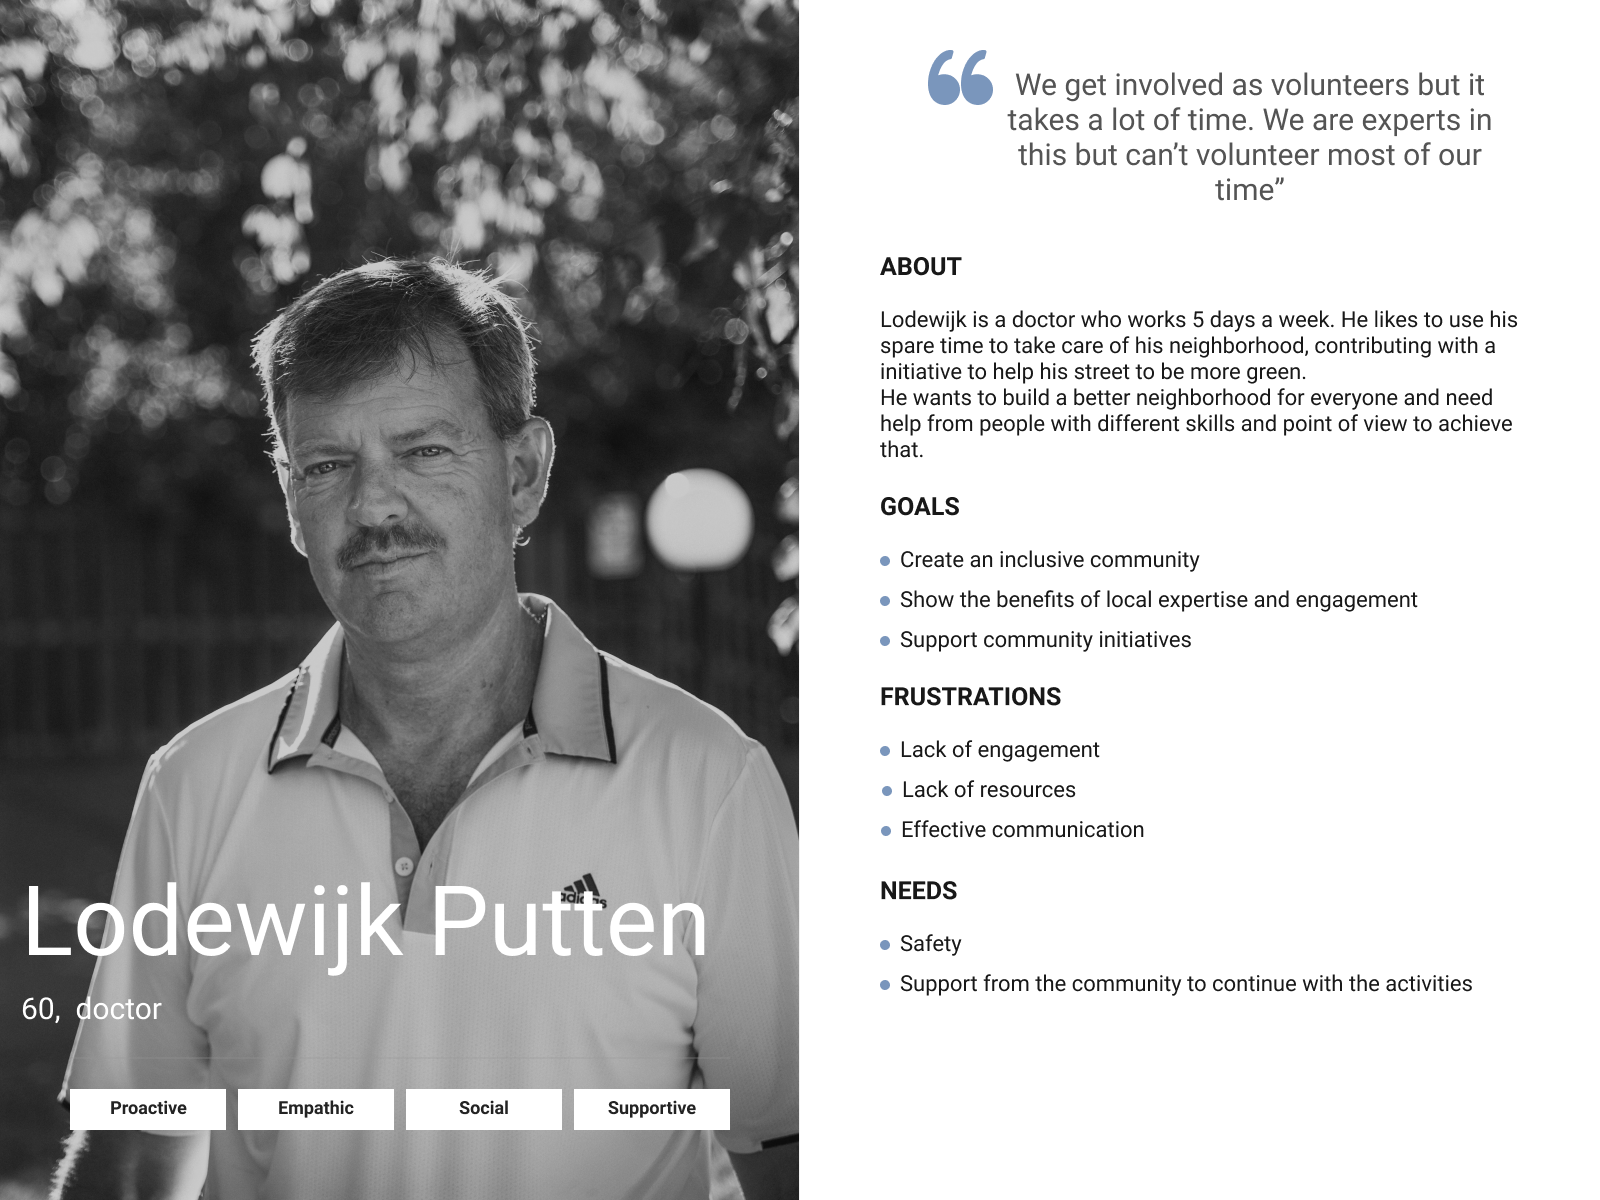 We get involved as volunteers but it
takes a lot of time. We are experts in
this but can’t volunteer most of our
time”
ABOUT
Lodewijk is a doctor who works 5 days a week. He likes to use his
spare time to take care of his neighborhood, contributing with a
initiative to help his street to be more green.
He wants to build a better neighborhood for everyone and need
help from people with different skills and point of view to achieve
that.
GOALS
Create an inclusive community
Show the benefits of local expertise and engagement
Support community initiatives
FRUSTRATIONS
Lack of engagement
Lack of resources
Effective communication
NEEDS
Safety
Support from the community to continue with the activities
adidas
Lodewijk Putten
60, doctor
Proactive
Empathic
Social
Supportive